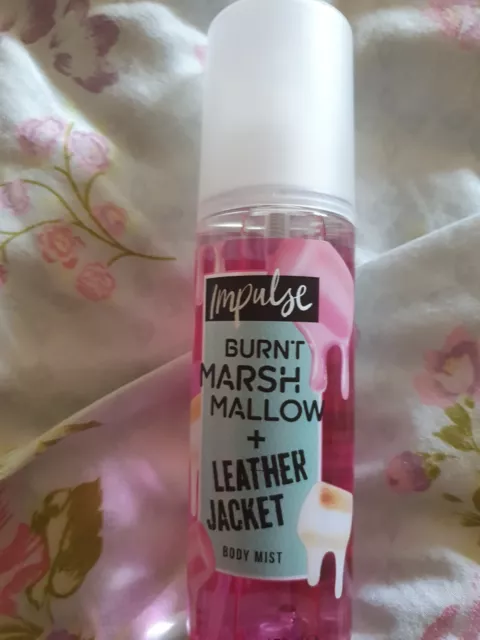 Impulse
BURNT
MARSH
MALLOW
+
LEATHER
JACKET
BODY MIST